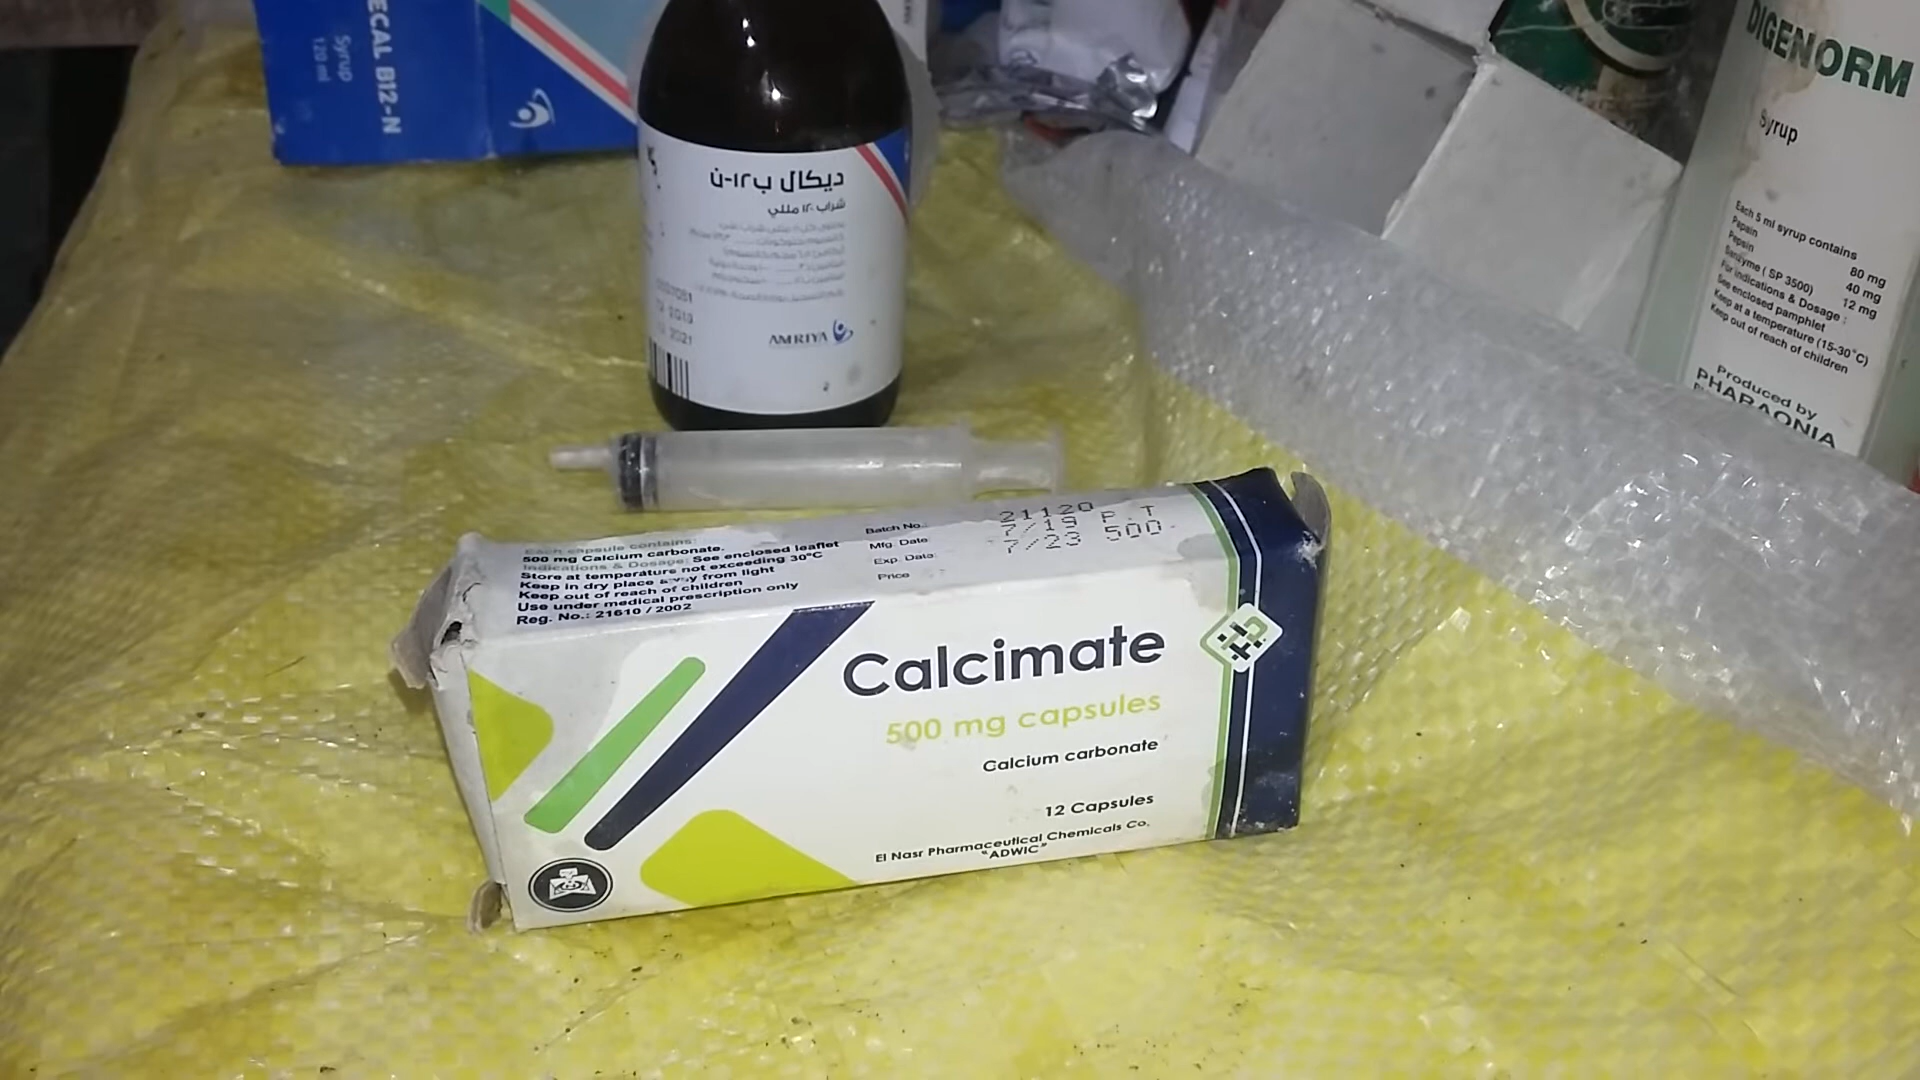 ECAL B12-N
Syrup
120 ml
ديكال ب١٢-ن
شراب ١٢٠ مللي
2019
2021
AMRIYA
DIGENORM
Syrup
Each 5 ml syrup contains
Papain 80 mg
Pepsin 40 mg
Sanzyme ( SP 3500) 12 mg
For indications & Dosage :
See enclosed pamphlet
Keep at a temperature (15-30°C)
Keep out of reach of children
Produced by
PHARAONIA
Each capsule contains:
500 mg Calcium carbonate.
Indications & Dosage: See enclosed leaflet
Store at temperature not exceeding 30°C
Keep in dry place away from light
Keep out of reach of children
Use under medical prescription only
Reg. No.: 21610 / 2002
Batch No.: 21120
Mfg. Date 7/19 P.T
Exp. Date: 7/23 500
Price
Calcimate
500 mg capsules
Calcium carbonate
12 Capsules
El Nasr Pharmaceutical Chemicals Co.
"ADWIC"